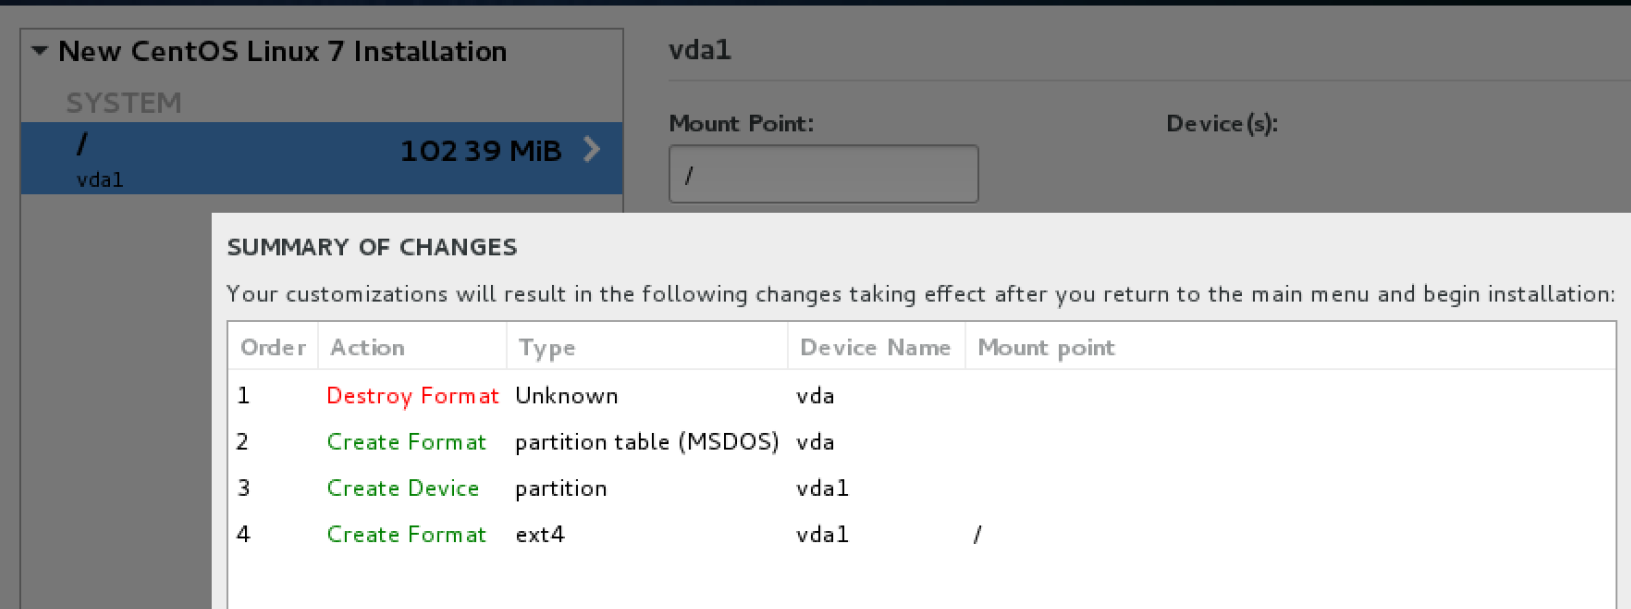 New CentOS Linux 7 Installation
vda1
SYSTEM
Mount Point:
Device(s):
/
102 39 MiB
vda1
/
SUMMARY OF CHANGES
Your customizations will result in the following changes taking effect after you return to the main menu and begin installation:
Order Action Type Device Name Mount point
1 Destroy Format Unknown vda
2 Create Format partition table (MSDOS) vda
3 Create Device partition vda1
4 Create Format ext4 vda1 /